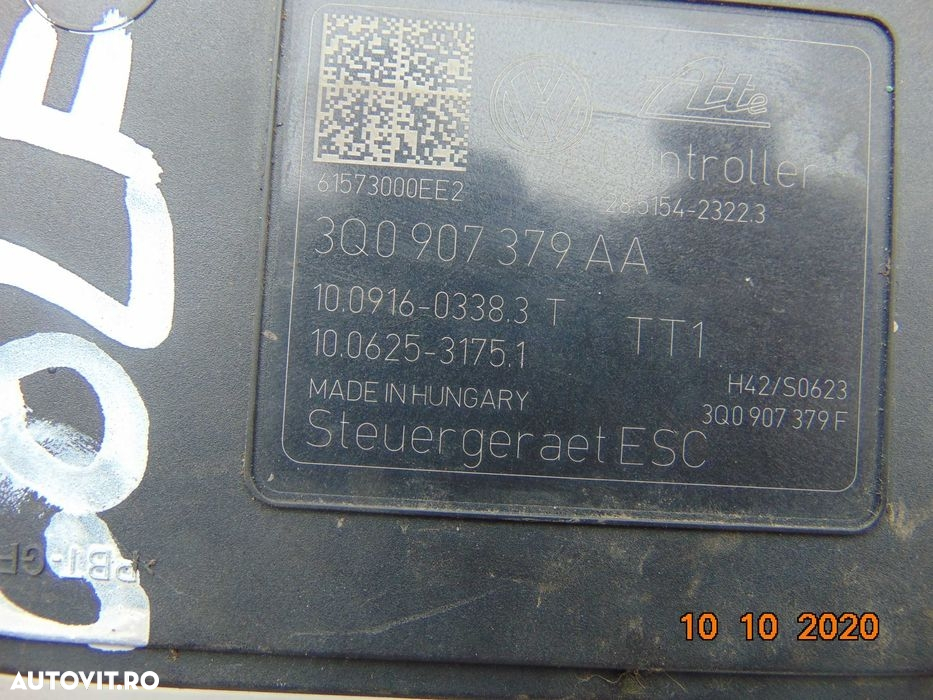 Ate
61573000EE2
28.5154-2322.3
3Q0 907 379 AA
10.0916-0338.3 T
TT1
10.0625-3175.1
H42/S0623
MADE IN HUNGARY
3Q0 907 379 F
Steuergeraet ESC
10 10 2020
AUTOVIT.RO